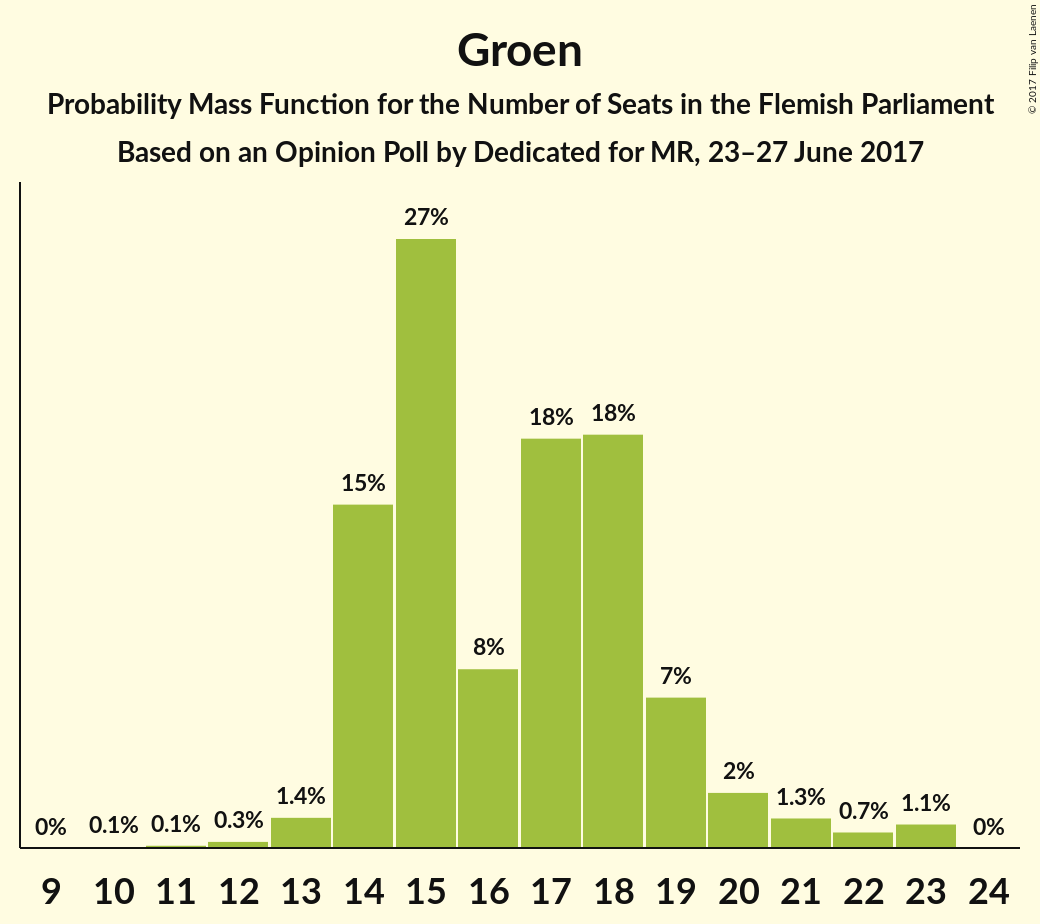 Groen
Probability Mass Function for the Number of Seats in the Flemish Parliament
Based on an Opinion Poll by Dedicated for MR, 23–27 June 2017
© 2017 Filip van Laenen
0% 0.1% 0.1% 0.3% 1.4% 15% 27% 8% 18% 18% 7% 2% 1.3% 0.7% 1.1% 0%
9 10 11 12 13 14 15 16 17 18 19 20 21 22 23 24